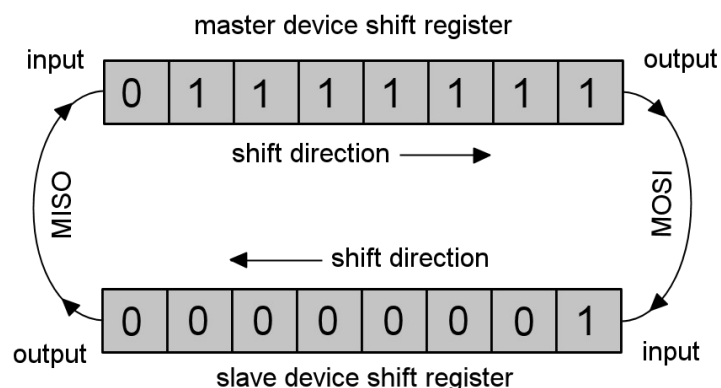 master device shift register
input
output
0 1 1 1 1 1 1 1
shift direction
MISO
MOSI
shift direction
0 0 0 0 0 0 0 1
output
input
slave device shift register